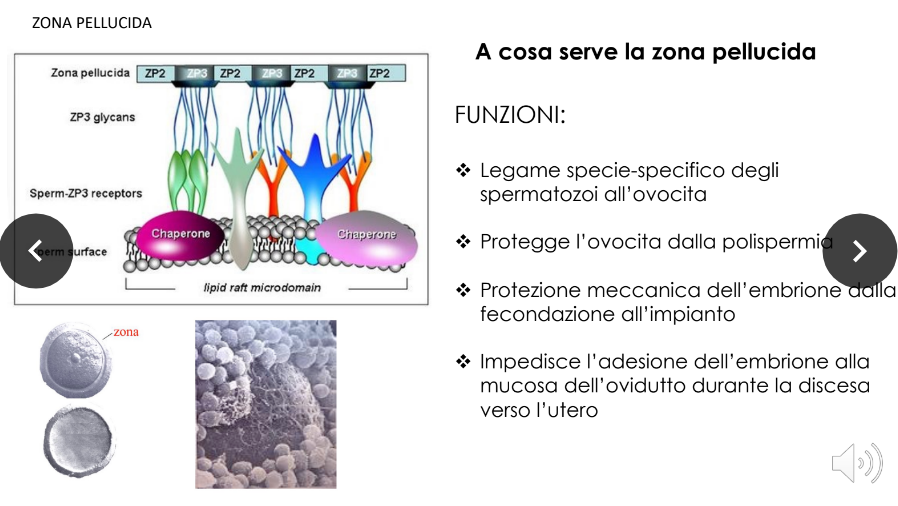 ZONA PELLUCIDA
A cosa serve la zona pellucida
Zona pellucida
ZP2 ZP3 ZP2 ZP3 ZP2 ZP3 ZP2
ZP3 glycans
Sperm-ZP3 receptors
Chaperone
Chaperone
surface
lipid raft microdomain
zona
FUNZIONI:
❖ Legame specie-specifico degli
spermatozoi all’ovocita
❖ Protegge l’ovocita dalla polispermia
❖ Protezione meccanica dell’embrione dalla
fecondazione all’impianto
❖ Impedisce l’adesione dell’embrione alla
mucosa dell’ovidutto durante la discesa
verso l’utero